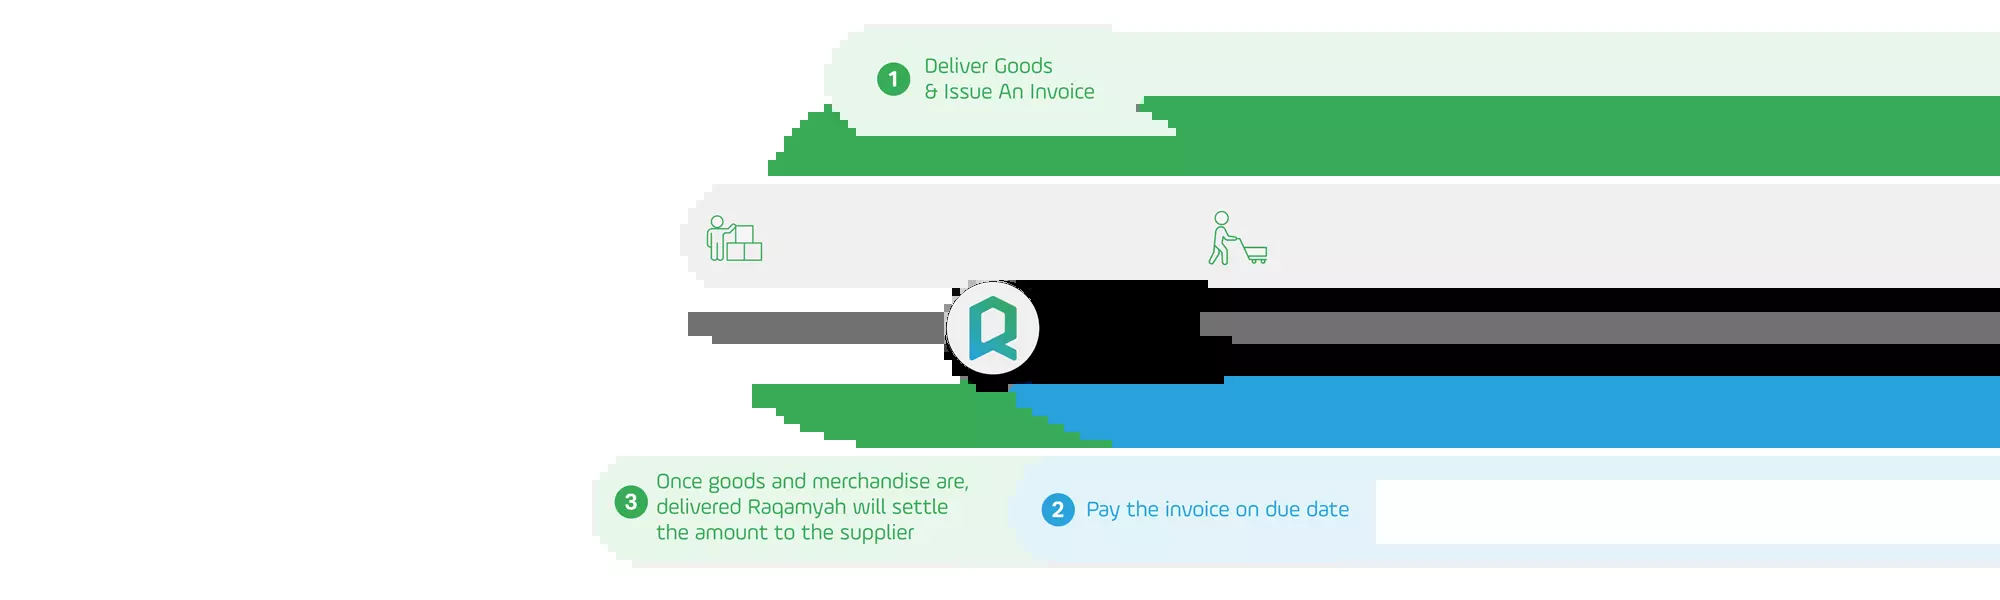 1
Deliver Goods
& Issue An Invoice
3
Once goods and merchandise are,
delivered Raqamyah will settle
the amount to the supplier
2
Pay the invoice on due date